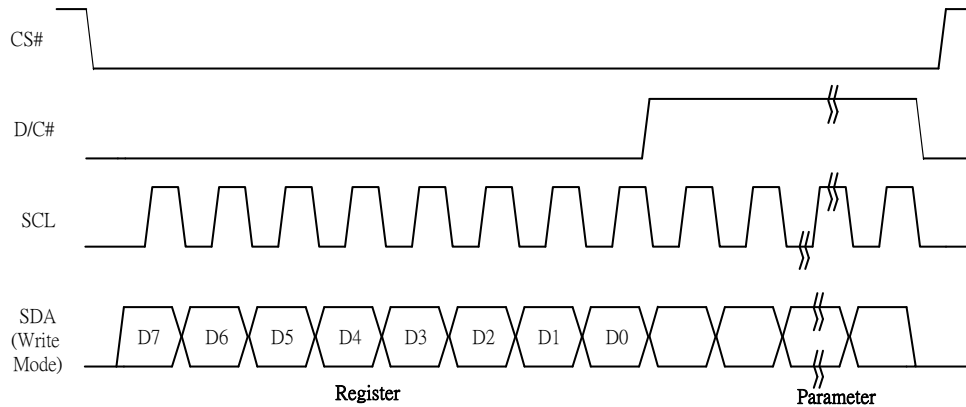 CS#
D/C#
SCL
SDA
(Write
Mode)
D7 D6 D5 D4 D3 D2 D1 D0
Register
Parameter